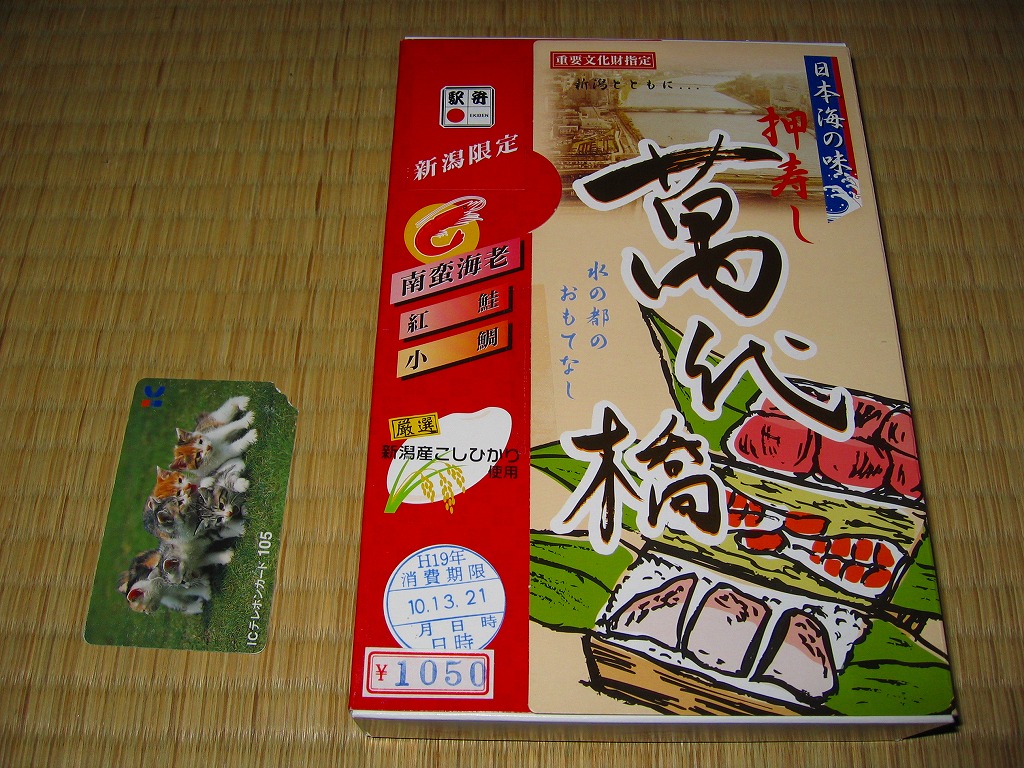 重要文化財指定
新潟とともに...
日本海の味
押寿し
萬代橋
水の都の
おもてなし
駅弁
EKIBEN
新潟限定
南蛮海老
紅鮭
小鯛
厳選
新潟産こしひかり
使用
H19年
消費期限
10.13.21
月 日 時
日時
¥1050
ICテレホンカード 105